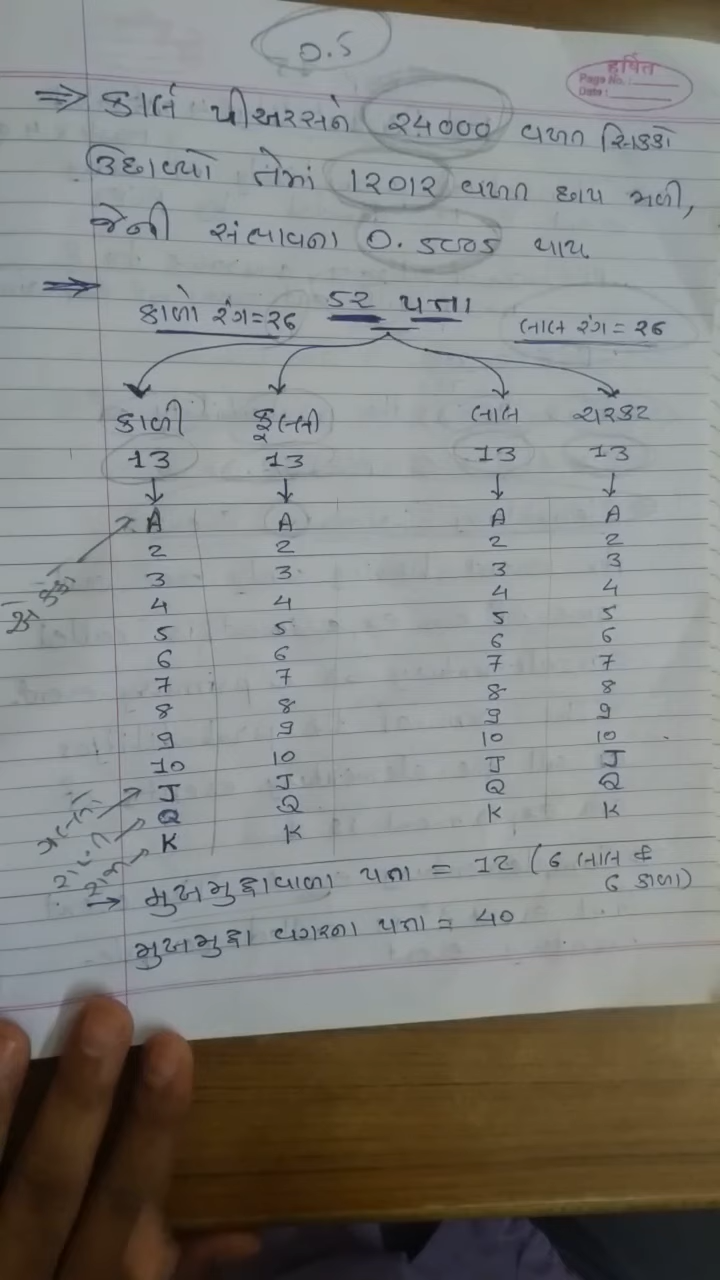 0.5
हर्षित
Page No. :
Date :
⇒ કાર્લ પીઅરસને 24000 વખત સિક્કો
ઉછાળ્યો તેમાં 12012 વખત છાપ મળી,
જેની સંભાવના 0.5005 થાય
⇒ 52 પત્તા
કાળો રંગ = 26 લાલ રંગ = 26
કાળી ફૂલ્લી લાલ ચરકટ
13 13 13 13
↓ ↓ ↓ ↓
A A A A
2 2 2 2
3 3 3 3
4 4 4 4
5 5 5 5
6 6 6 6
7 7 7 7
8 8 8 8
9 9 9 9
10 10 10 10
J J J J
Q Q Q Q
K K K K
→ મુખમુદ્રાવાળા પત્તા = 12 (6 લાલ ને
6 કાળા)
મુખમુદ્રા વગરના પત્તા = 40